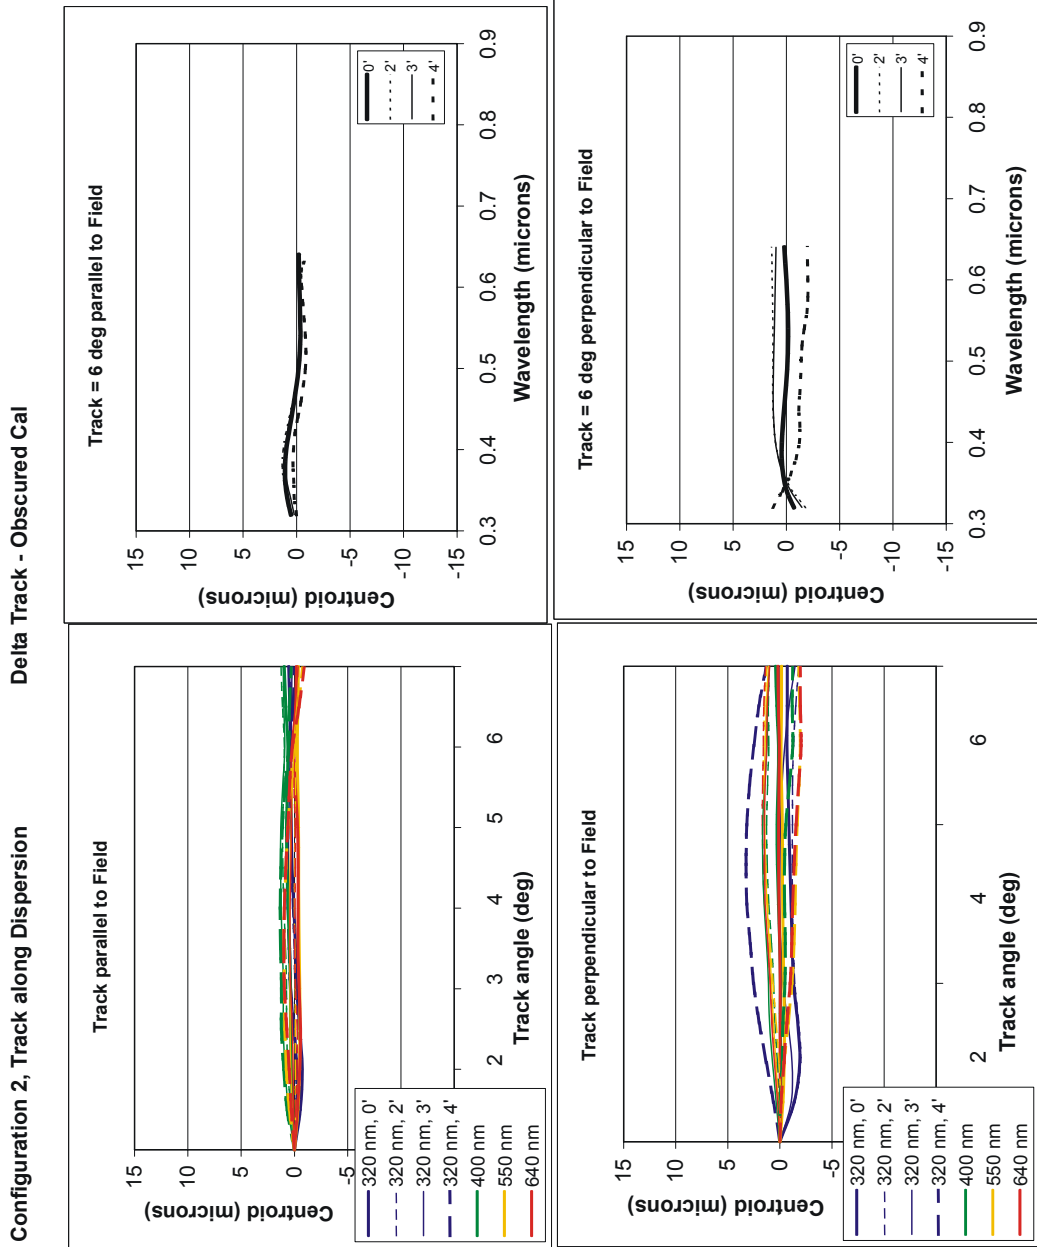 Configuration 2, Track along Dispersion Delta Track - Obscured Cal
Track parallel to Field
15
10
5
0
-5
Centroid (microns)
2
3
4
5
6
Track angle (deg)
320 nm, 0'
320 nm, 2'
320 nm, 3'
320 nm, 4'
400 nm
550 nm
640 nm
Track = 6 deg parallel to Field
15
10
5
0
-5
-10
-15
Centroid (microns)
0.3
0.4
0.5
0.6
0.7
0.8
0.9
Wavelength (microns)
0'
2'
3'
4'
Track perpendicular to Field
15
10
5
0
-5
Centroid (microns)
2
4
6
Track angle (deg)
320 nm, 0'
320 nm, 2'
320 nm, 3'
320 nm, 4'
400 nm
550 nm
640 nm
Track = 6 deg perpendicular to Field
15
10
5
0
-5
-10
-15
Centroid (microns)
0.3
0.4
0.5
0.6
0.7
0.8
0.9
Wavelength (microns)
0'
2'
3'
4'